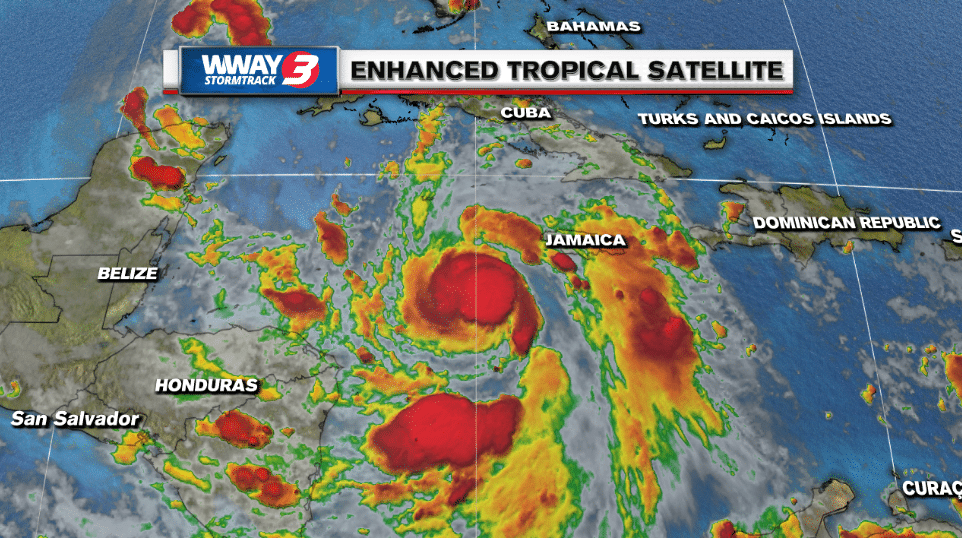 BAHAMAS
WWAY 3
STORMTRACK
ENHANCED TROPICAL SATELLITE
CUBA
TURKS AND CAICOS ISLANDS
DOMINICAN REPUBLIC
S
JAMAICA
BELIZE
HONDURAS
San Salvador
CURAÇ